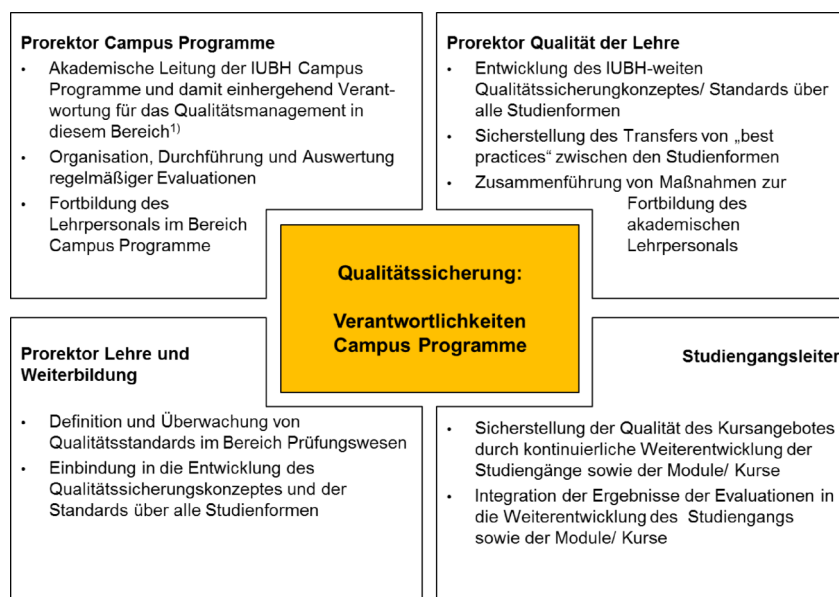 Prorektor Campus Programme
• Akademische Leitung der IUBH Campus
Programme und damit einhergehend Verant-
wortung für das Qualitätsmanagement in
diesem Bereich1)
• Organisation, Durchführung und Auswertung
regelmäßiger Evaluationen
• Fortbildung des
Lehrpersonals im Bereich
Campus Programme
Prorektor Qualität der Lehre
• Entwicklung des IUBH-weiten
Qualitätssicherungkonzeptes/ Standards über
alle Studienformen
• Sicherstellung des Transfers von „best
practices“ zwischen den Studienformen
• Zusammenführung von Maßnahmen zur
Fortbildung des
akademischen
Lehrpersonals
Qualitätssicherung:
Verantwortlichkeiten
Campus Programme
Prorektor Lehre und
Weiterbildung
• Definition und Überwachung von
Qualitätsstandards im Bereich Prüfungswesen
• Einbindung in die Entwicklung des
Qualitätssicherungskonzeptes und der
Standards über alle Studienformen
Studiengangsleiter
• Sicherstellung der Qualität des Kursangebotes
durch kontinuierliche Weiterentwicklung der
Studiengänge sowie der Module/ Kurse
• Integration der Ergebnisse der Evaluationen in
die Weiterentwicklung des Studiengangs
sowie der Module/ Kurse